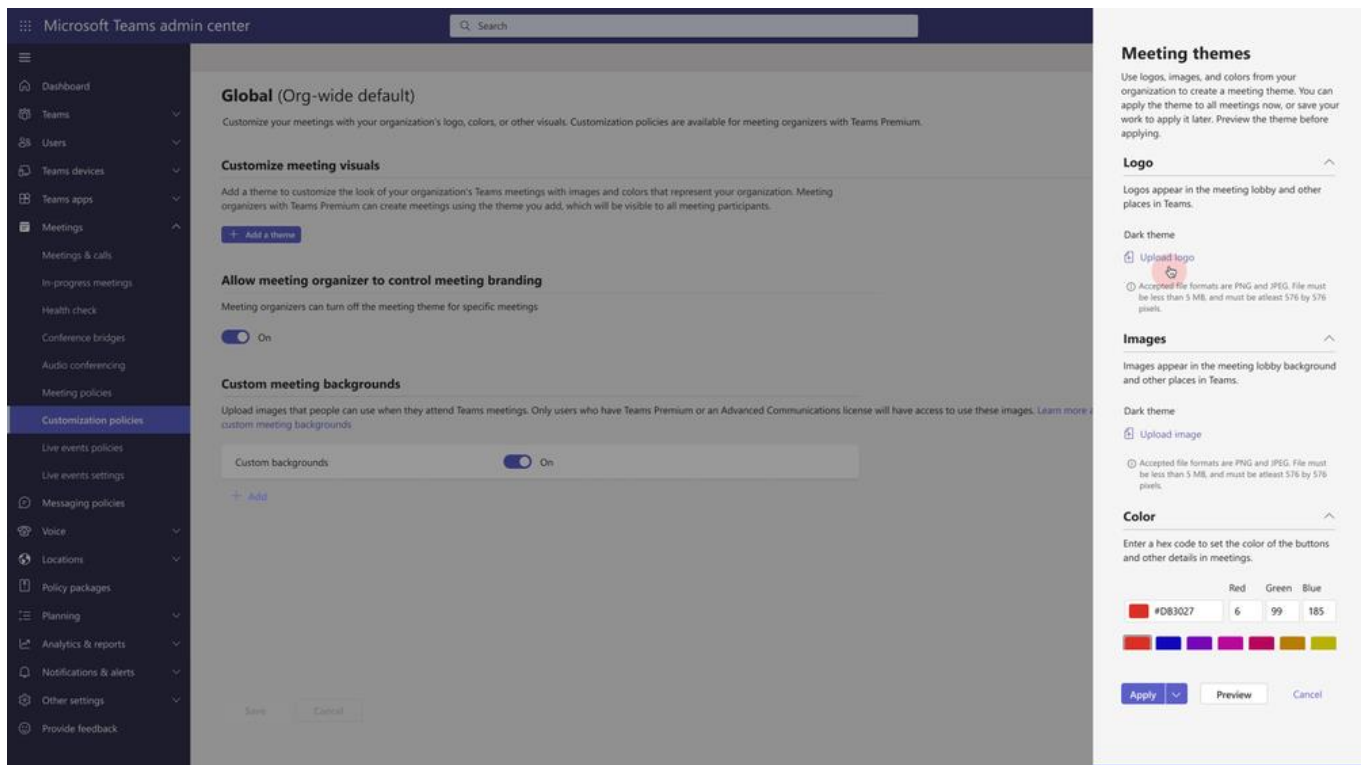 Microsoft Teams admin center
Search
Dashboard
Teams
Users
Teams devices
Teams apps
Meetings
Meetings & calls
In-progress meetings
Health check
Conference bridges
Audio conferencing
Meeting policies
Customization policies
Live events policies
Live events settings
Messaging policies
Voice
Locations
Policy packages
Planning
Analytics & reports
Notifications & alerts
Other settings
Provide feedback
Global (Org-wide default)
Customize your meetings with your organization's logo, colors, or other visuals. Customization policies are available for meeting organizers with Teams Premium.
Customize meeting visuals
Add a theme to customize the look of your organization's Teams meetings with images and colors that represent your organization. Meeting
organizers with Teams Premium can create meetings using the theme you add, which will be visible to all meeting participants.
+ Add a theme
Allow meeting organizer to control meeting branding
Meeting organizers can turn off the meeting theme for specific meetings
On
Custom meeting backgrounds
Upload images that people can use when they attend Teams meetings. Only users who have Teams Premium or an Advanced Communications license will have access to use these images. Learn more a
custom meeting backgrounds
Custom backgrounds On
+ Add
Save Cancel
Meeting themes
Use logos, images, and colors from your
organization to create a meeting theme. You can
apply the theme to all meetings now, or save your
work to apply it later. Preview the theme before
applying.
Logo
Logos appear in the meeting lobby and other
places in Teams.
Dark theme
Upload logo
Accepted file formats are PNG and JPEG. File must
be less than 5 MB, and must be atleast 576 by 576
pixels.
Images
Images appear in the meeting lobby background
and other places in Teams.
Dark theme
Upload image
Accepted file formats are PNG and JPEG. File must
be less than 5 MB, and must be atleast 576 by 576
pixels.
Color
Enter a hex code to set the color of the buttons
and other details in meetings.
Red Green Blue
#DB3027 6 99 185
Apply Preview Cancel